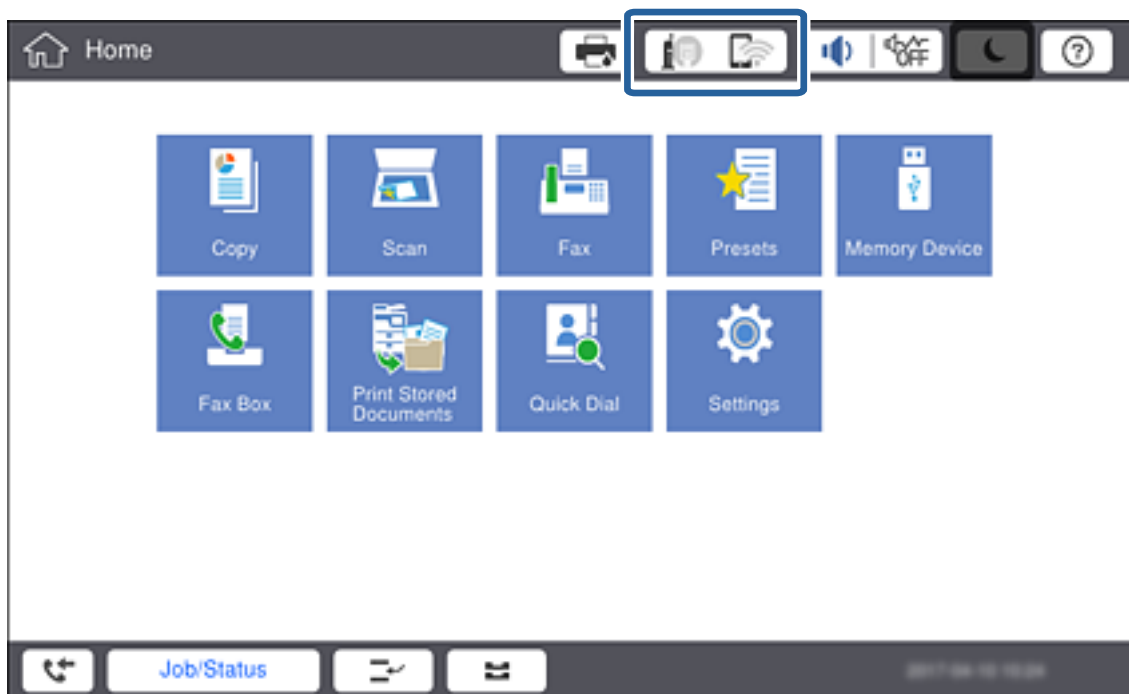 Home
OFF
?
Copy
Scan
Fax
Presets
Memory Device
Fax Box
Print Stored
Documents
Quick Dial
Settings
Job/Status